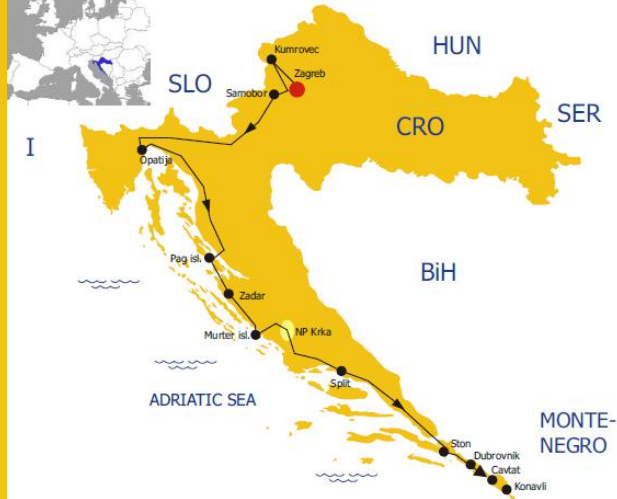 HUN
Kumrovec
Zagreb
SLO
Samobor
SER
CRO
I
Opatija
Pag isl.
BiH
Zadar
Murter isl.
NP Krka
Split
ADRIATIC SEA
MONTE-
NEGRO
Ston
Dubrovnik
Cavtat
Konavli